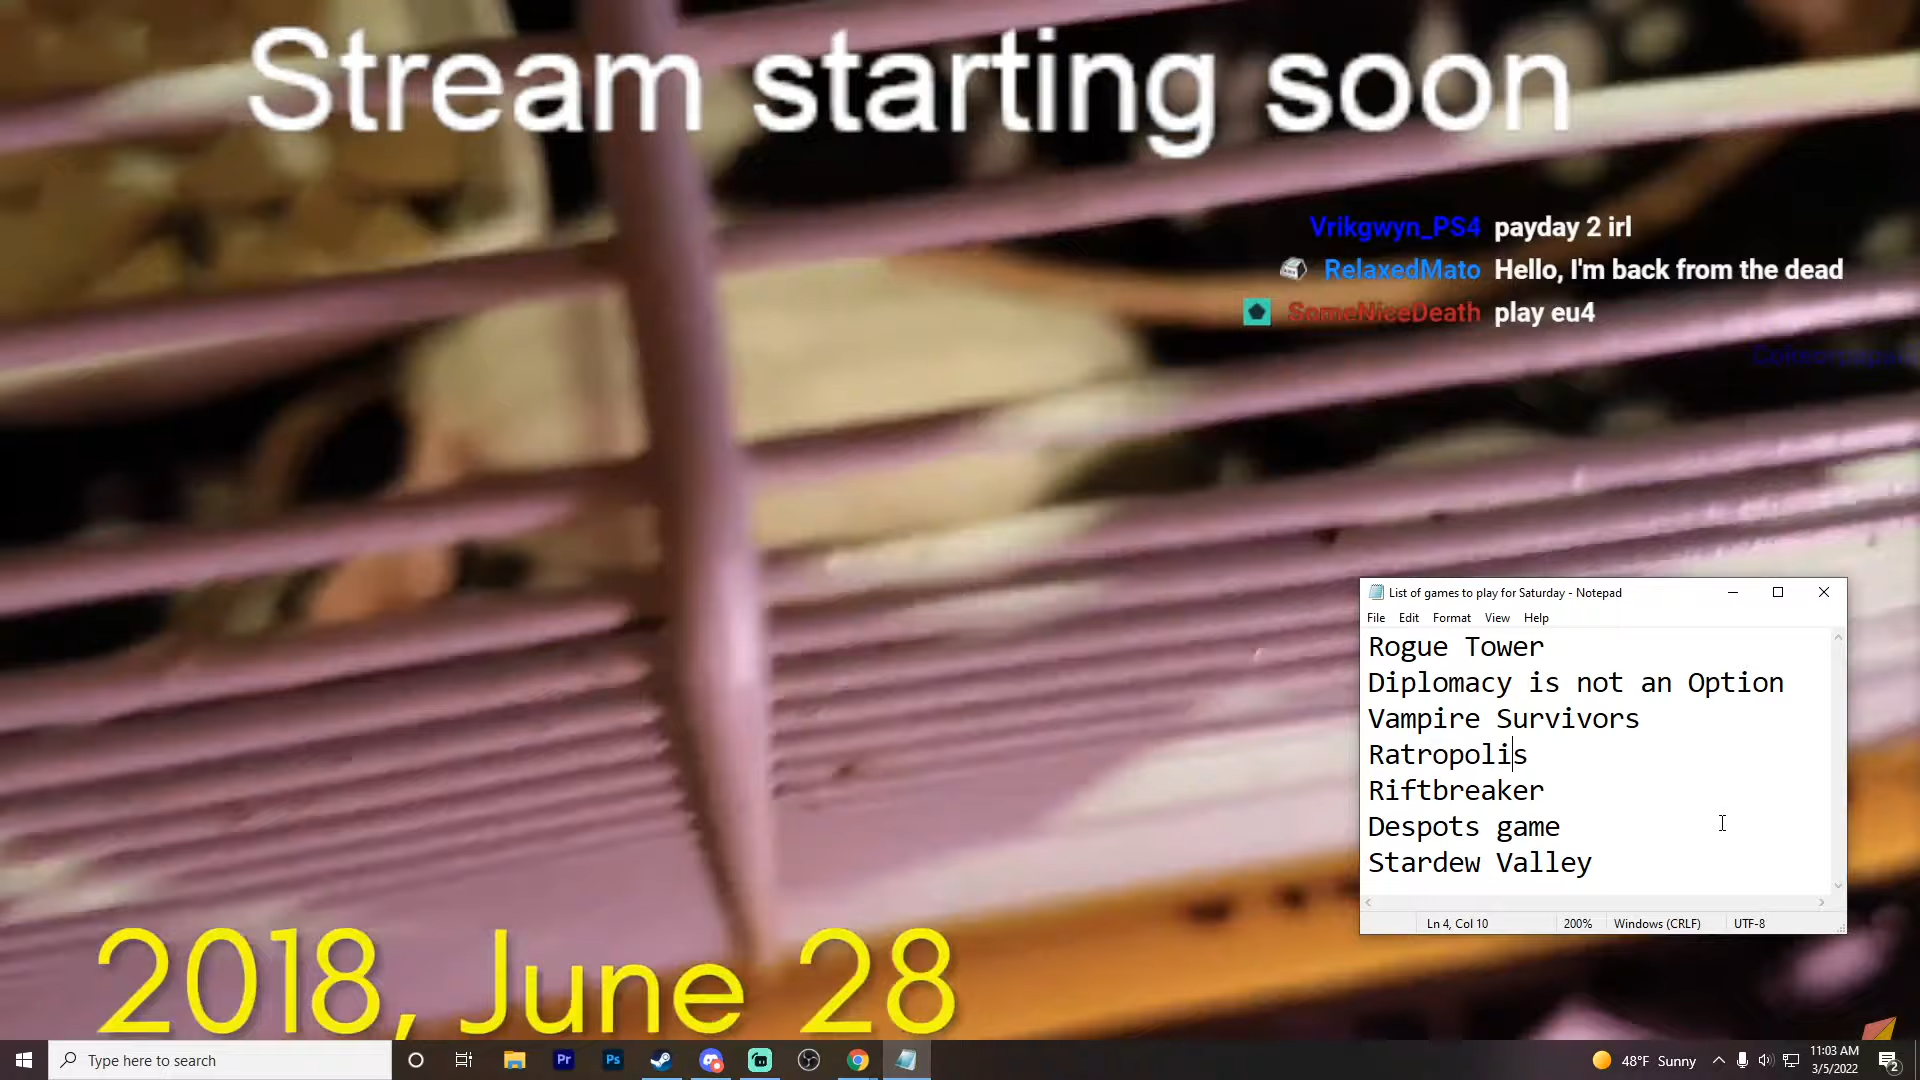 Stream starting soon
Vrikgwyn_PS4 payday 2 irl
RelaxedMato Hello, I'm back from the dead
SomeNiceDeath play eu4
List of games to play for Saturday - Notepad
File Edit Format View Help
Rogue Tower
Diplomacy is not an Option
Vampire Survivors
Ratropolis
Riftbreaker
Despots game
Stardew Valley
Ln 4, Col 10 200% Windows (CRLF) UTF-8
2018, June 28
Type here to search
Pr
Ps
48°F Sunny
11:03 AM
3/5/2022
2